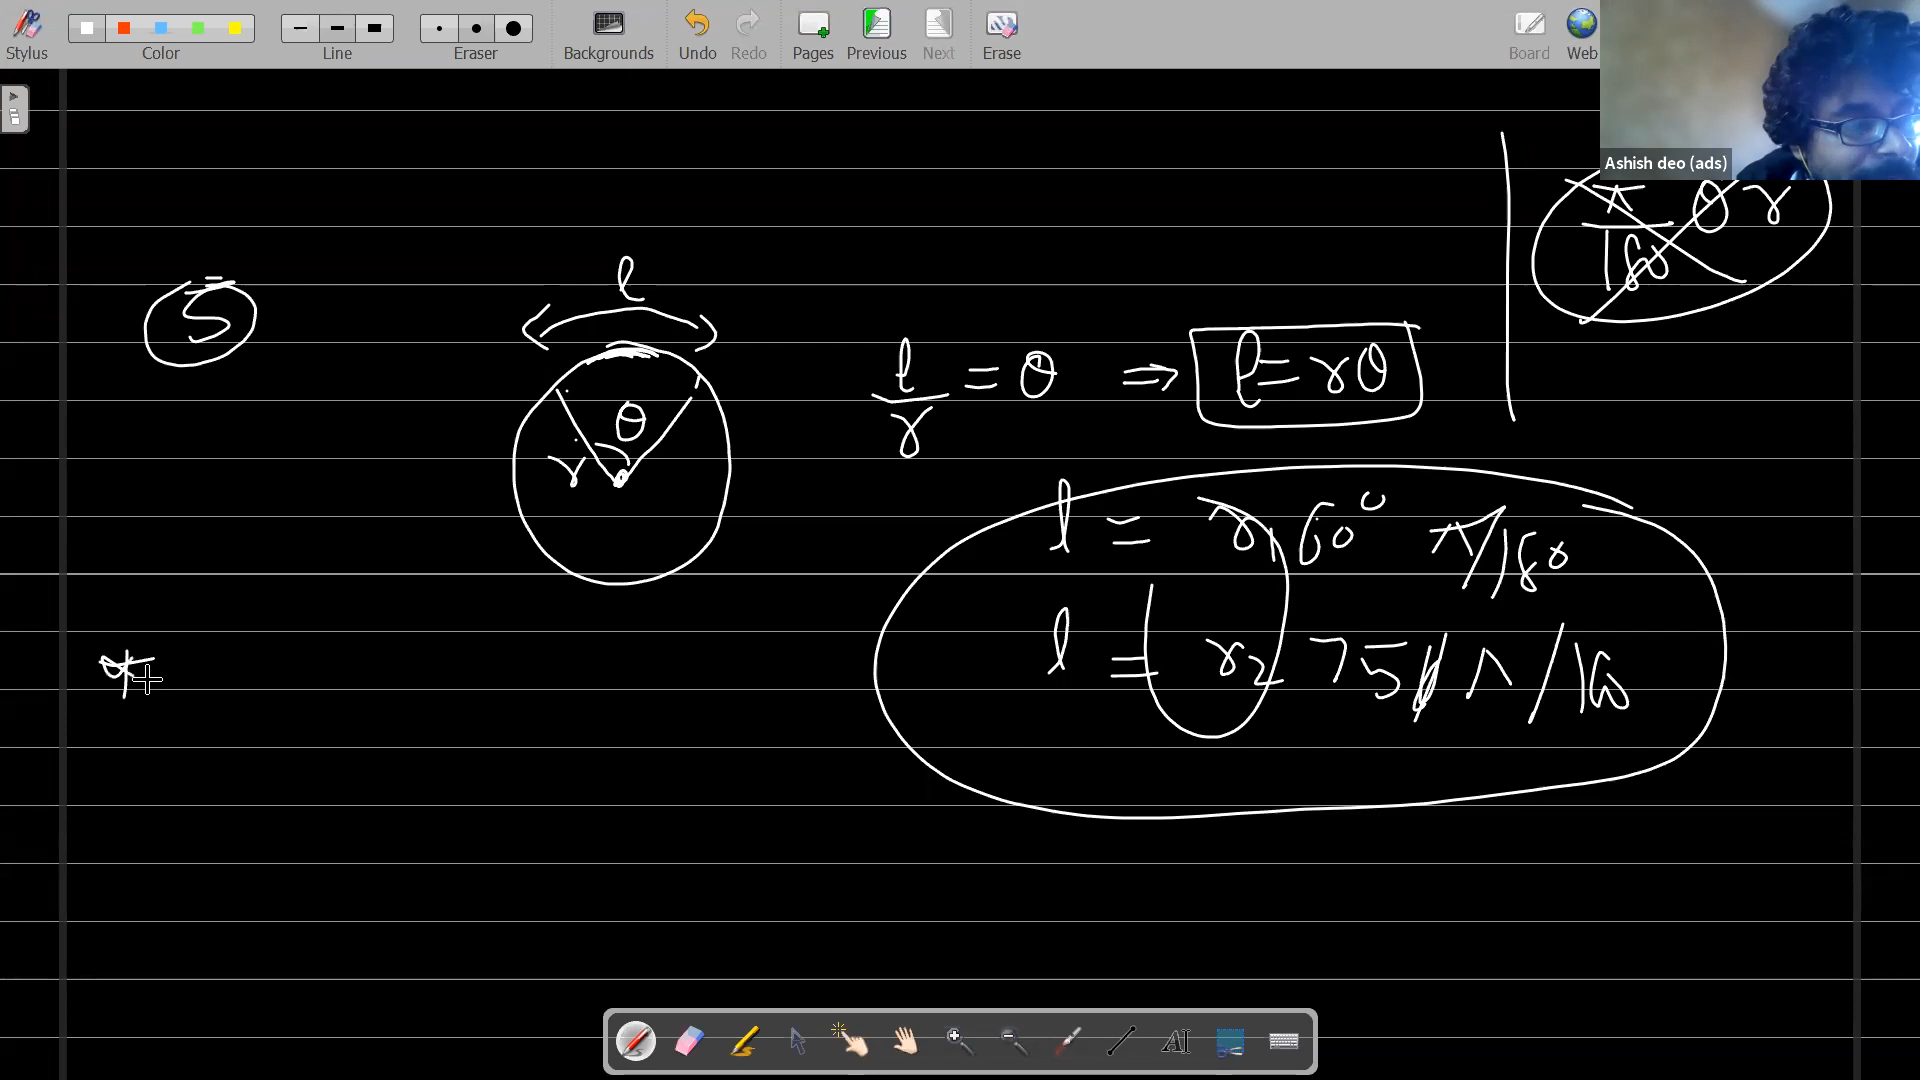 Stylus Color Line Eraser Backgrounds Undo Redo Pages Previous Next Erase Board Web
Ashish deo (ads)
π/180 θ r
5
l
l/r = θ ⇒ l = rθ
θ
r
l = r₁ 60° π/180
l = r₂ 75 π/180
*